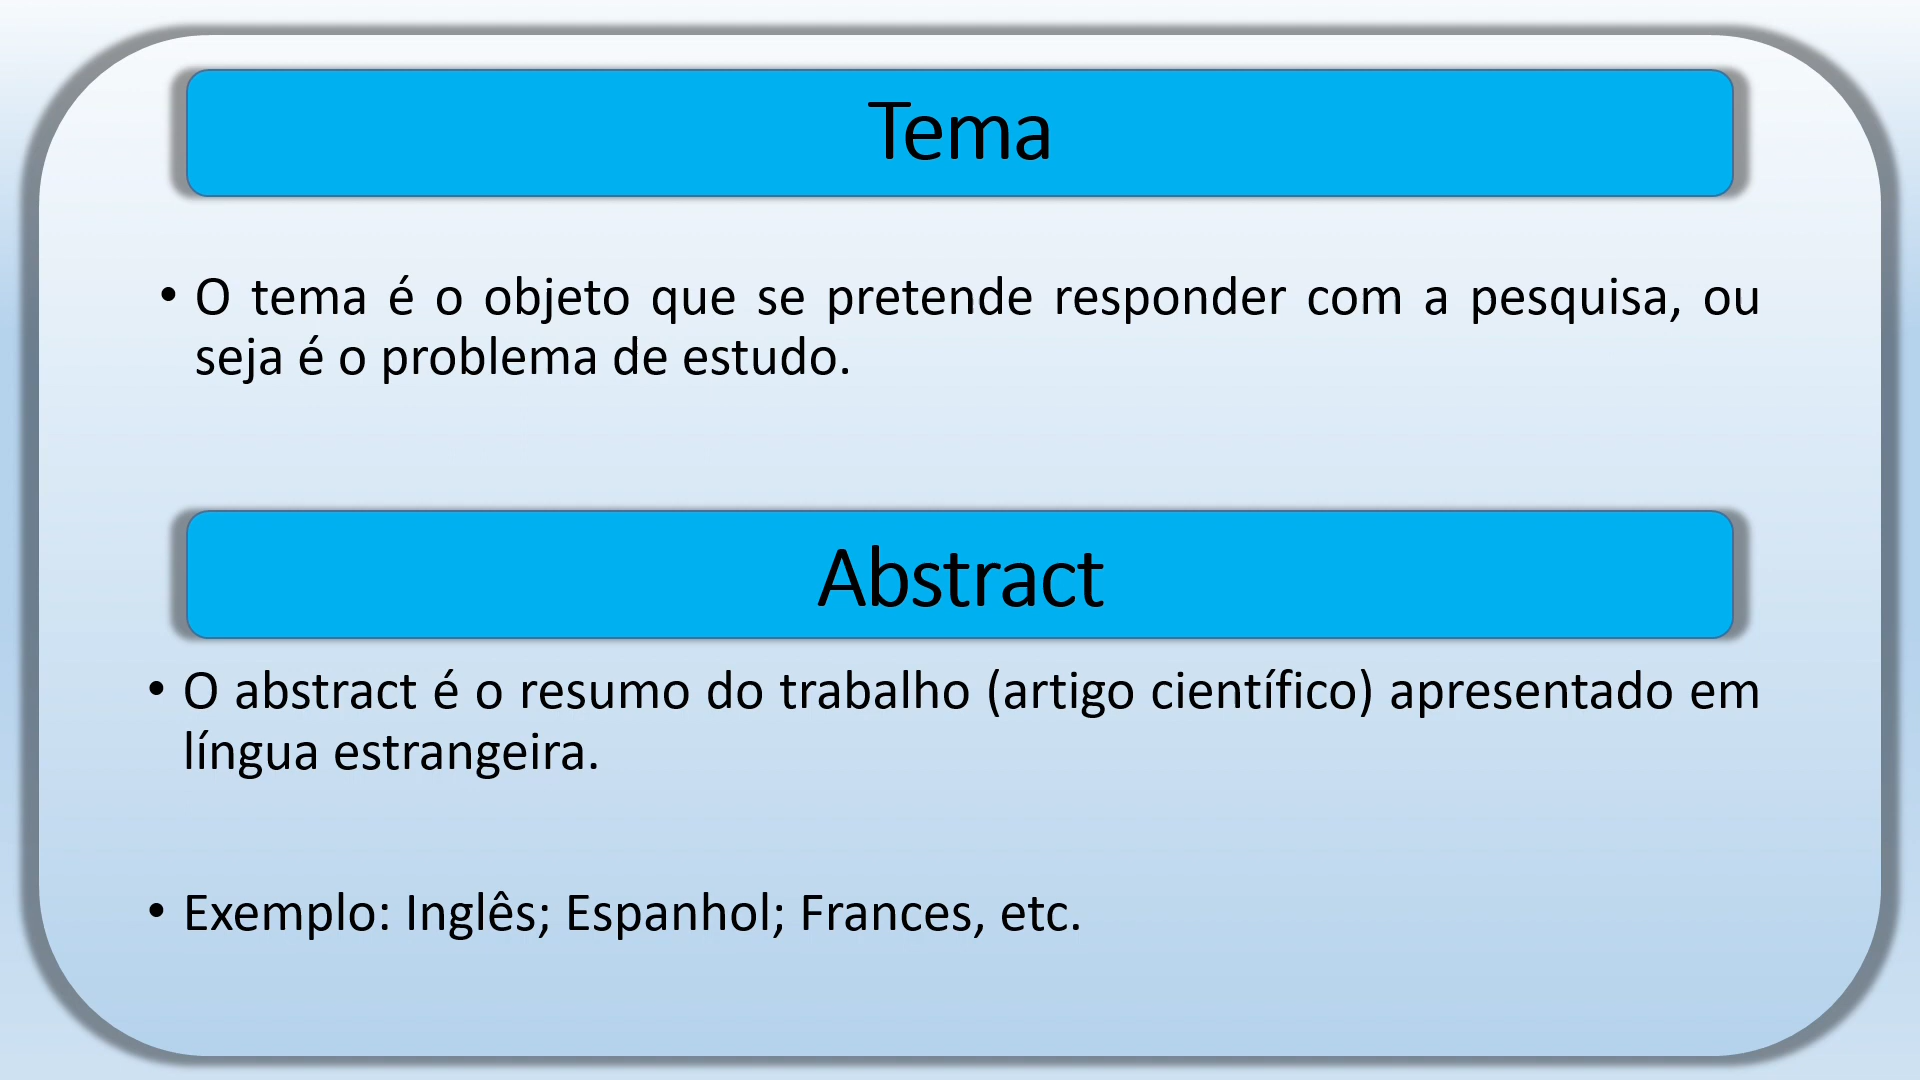 Tema
• O tema é o objeto que se pretende responder com a pesquisa, ou
seja é o problema de estudo.
Abstract
• O abstract é o resumo do trabalho (artigo científico) apresentado em
língua estrangeira.
• Exemplo: Inglês; Espanhol; Frances, etc.